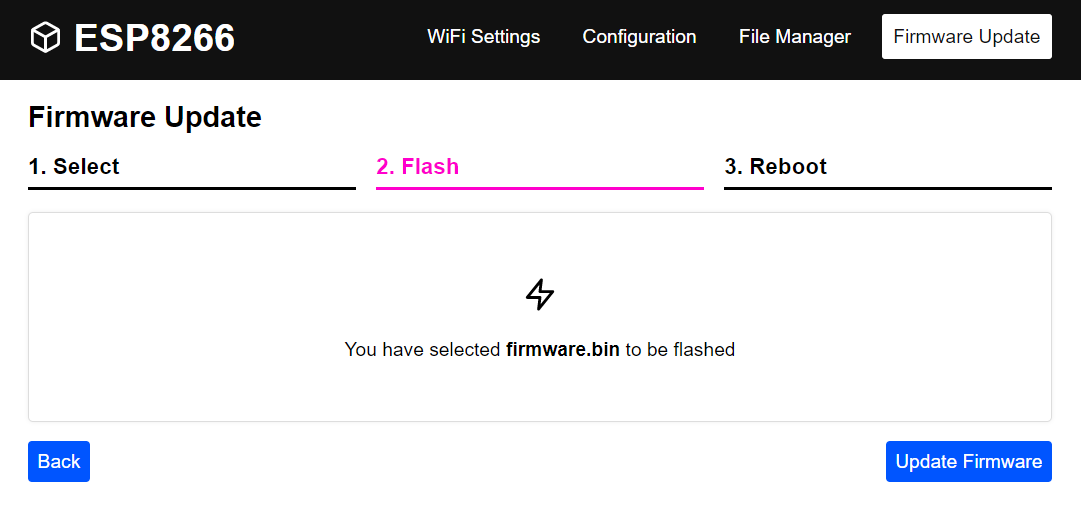 ESP8266 WiFi Settings Configuration File Manager Firmware Update
Firmware Update
1. Select 2. Flash 3. Reboot
You have selected firmware.bin to be flashed
Back Update Firmware